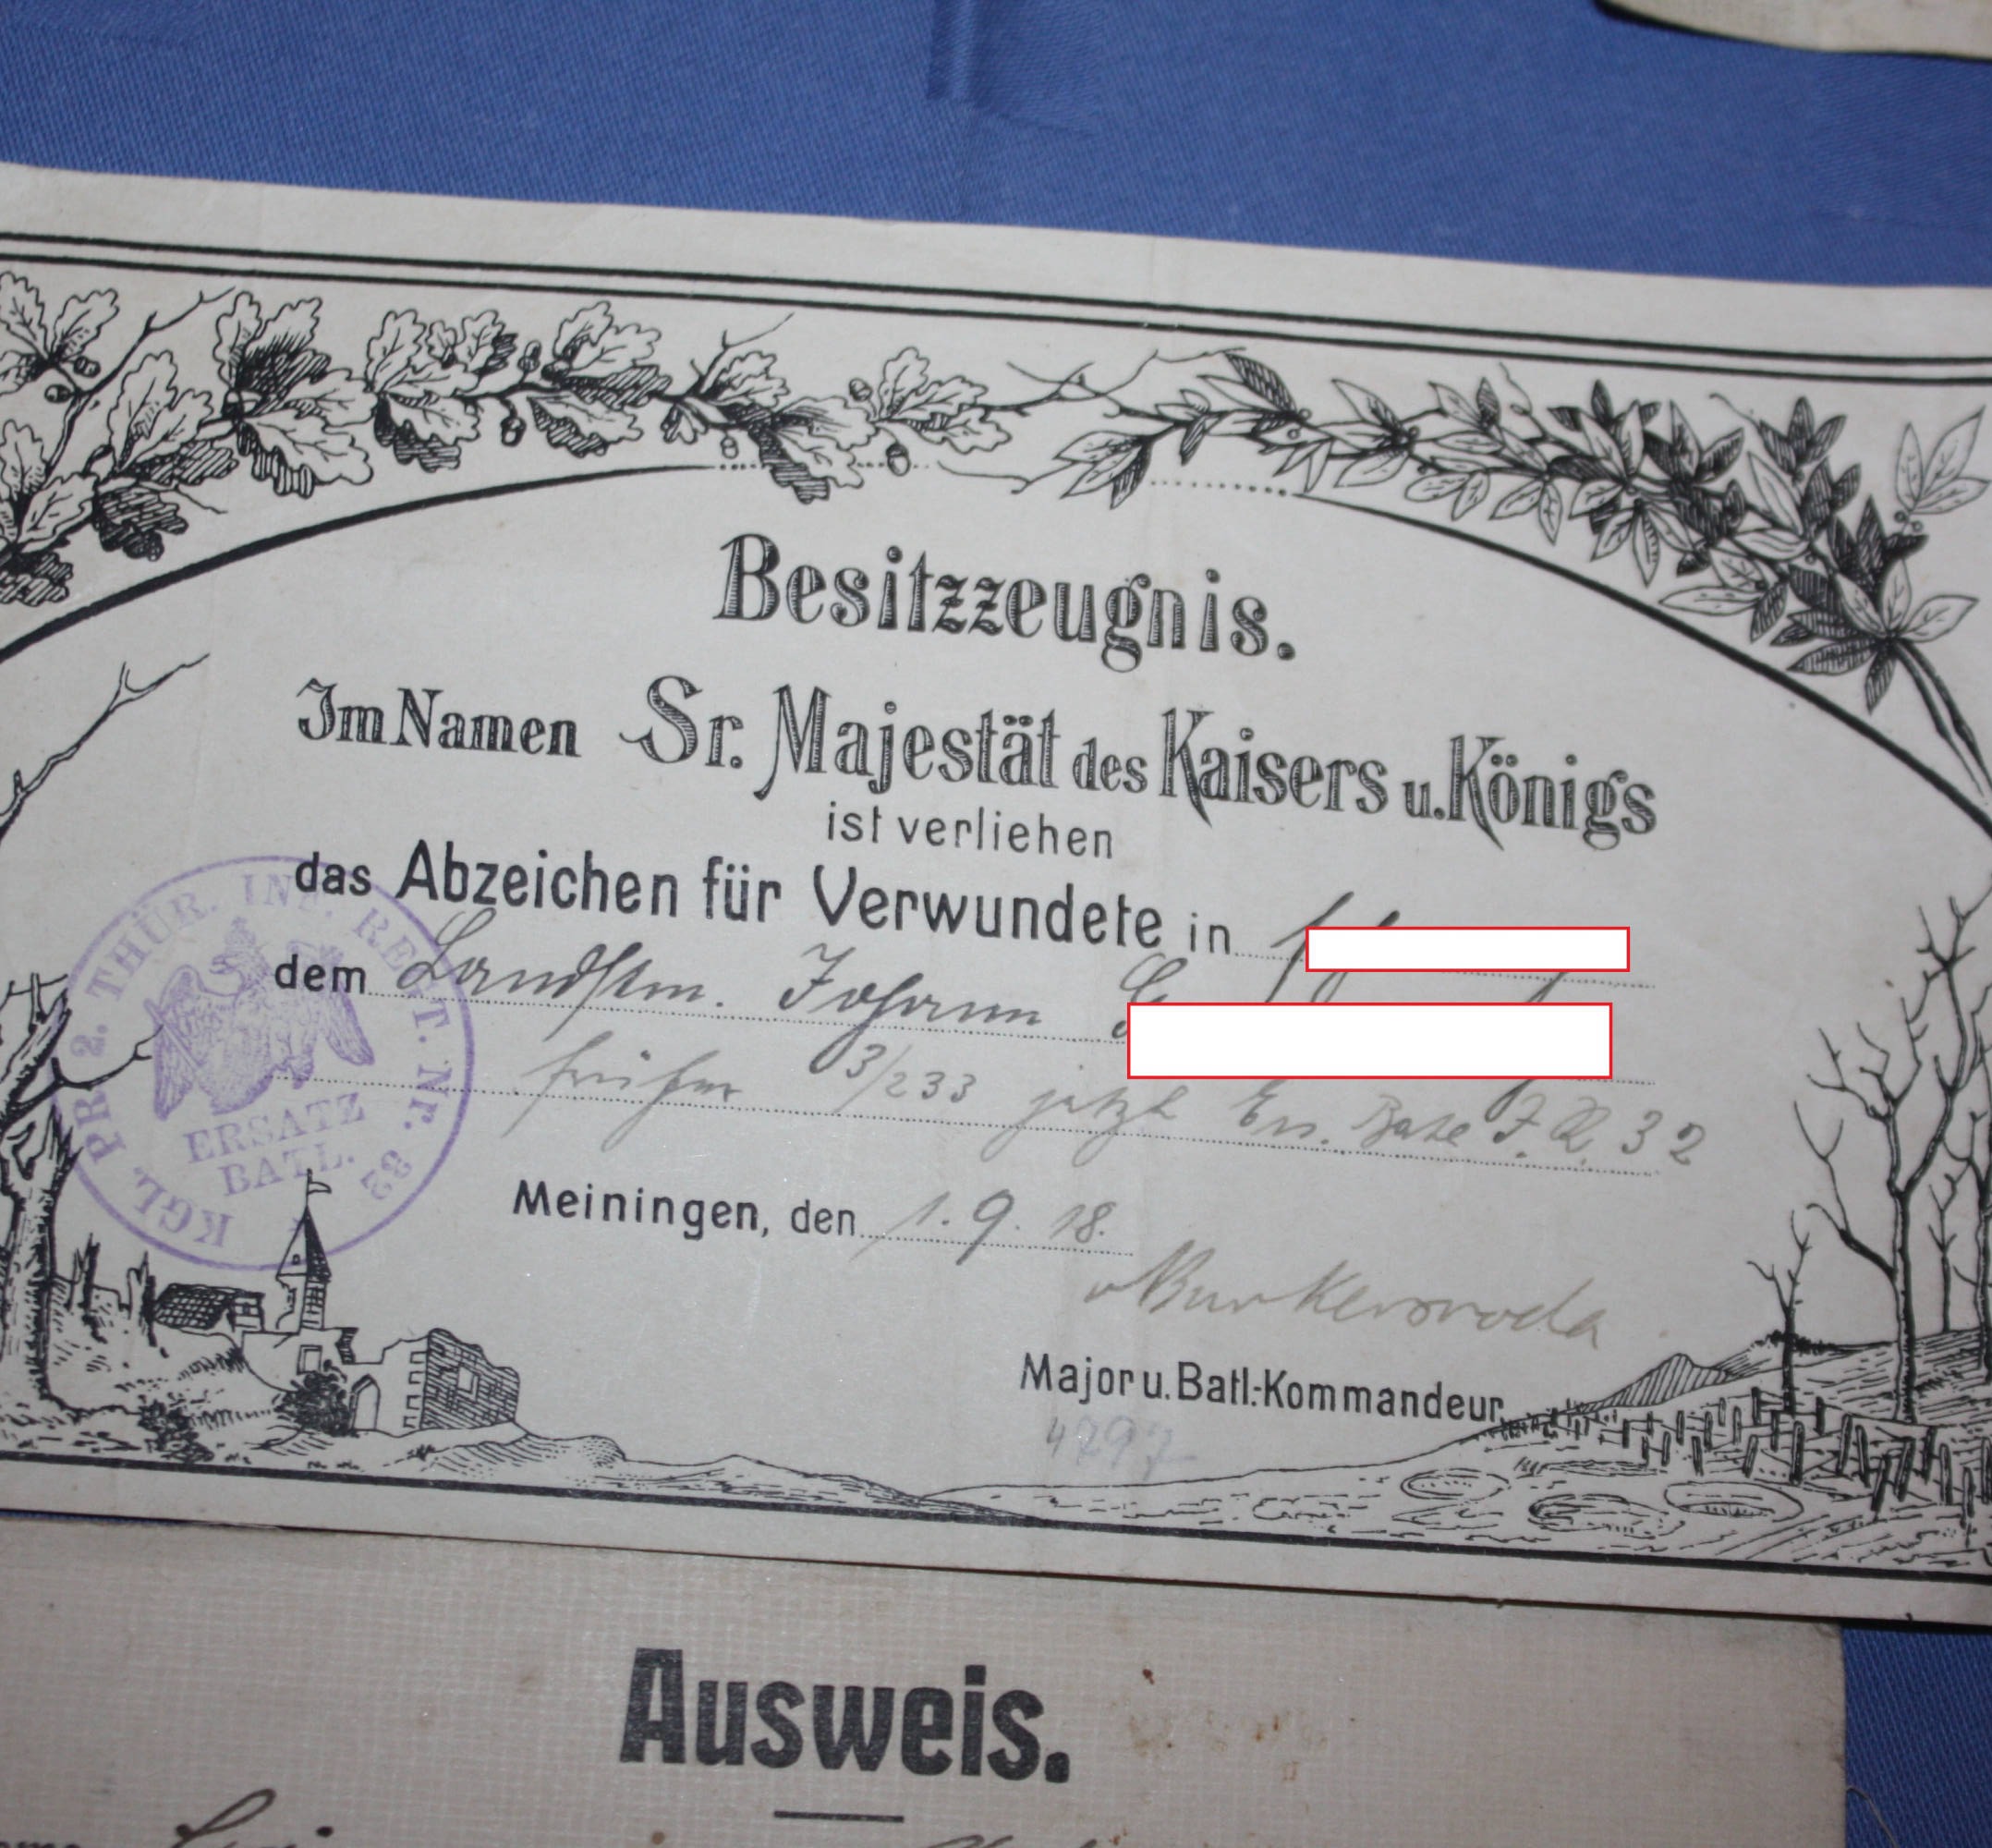 Besitzzeugnis.
Im Namen Sr. Majestät des Kaisers u. Königs
ist verliehen
das Abzeichen für Verwundete in
dem Landstm. Johann
früher 3/233 jetzt Ers. Batl. I. R. 32
Meiningen, den 1. 9. 18.
v Bunkersroda
Major u. Batl.-Kommandeur
4797
KGL. PR. 2. THÜR. INF. REGT. Nr. 32
ERSATZ
BATL.
Ausweis.